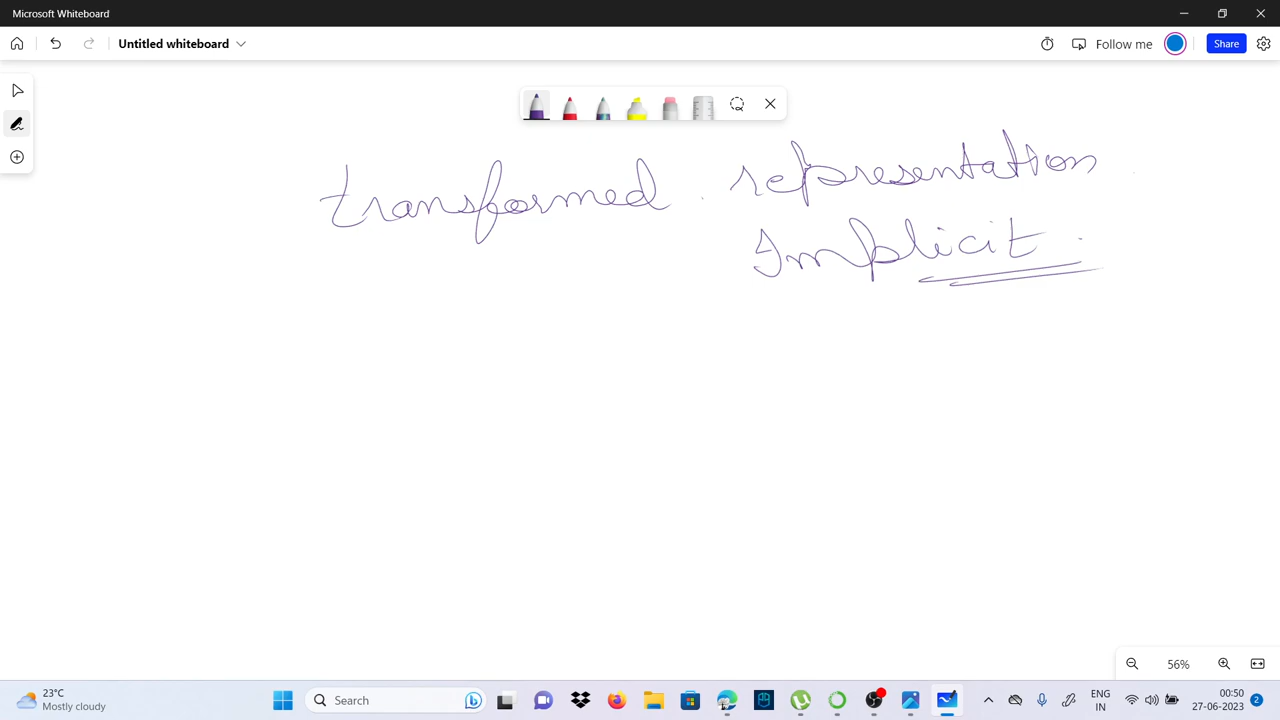 Microsoft Whiteboard
Untitled whiteboard
Follow me
Share
transformed. representation
Implicit.
56%
23°C
Mostly cloudy
Search
ENG
IN
00:50
27-06-2023
2